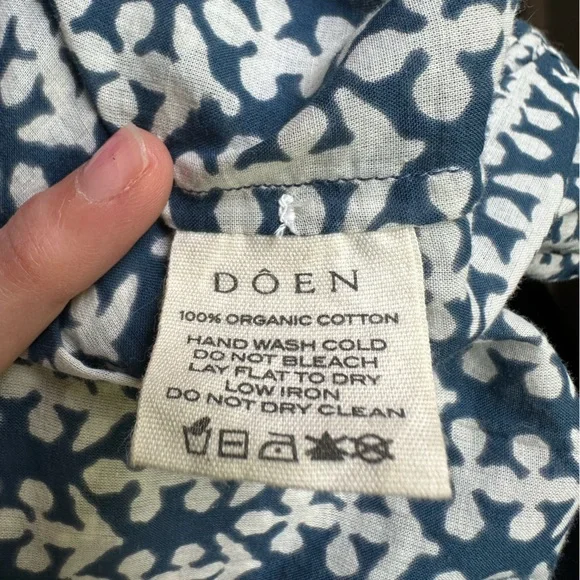 DÔEN
100% ORGANIC COTTON
HAND WASH COLD
DO NOT BLEACH
LAY FLAT TO DRY
LOW IRON
DO NOT DRY CLEAN